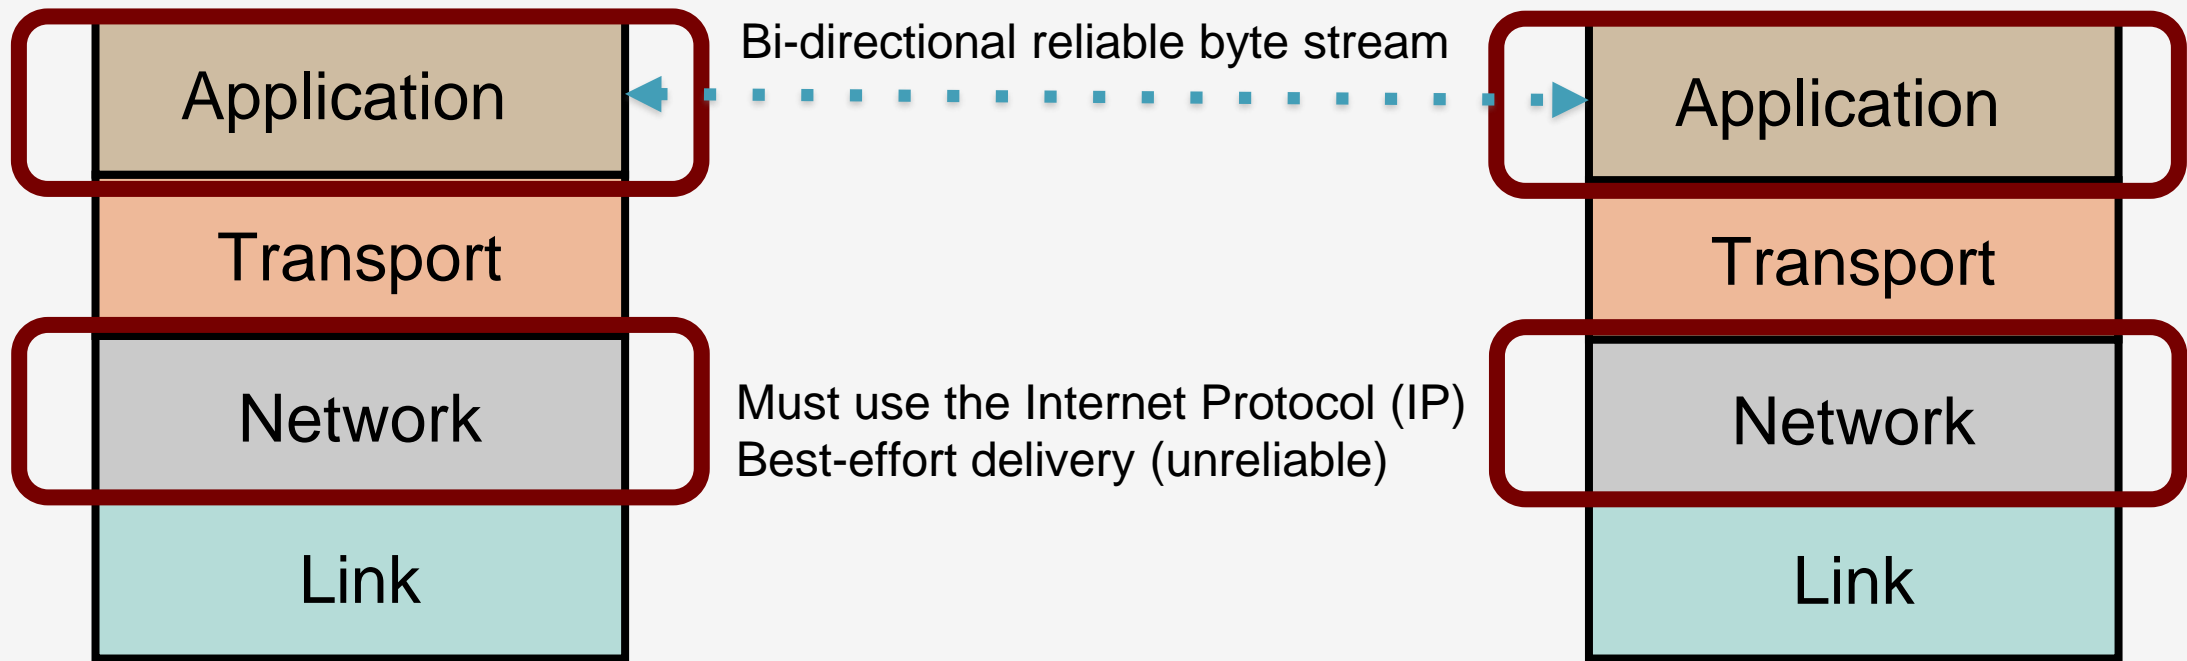 Application
Bi-directional reliable byte stream
Application
Transport
Transport
Network
Must use the Internet Protocol (IP)
Best-effort delivery (unreliable)
Network
Link
Link